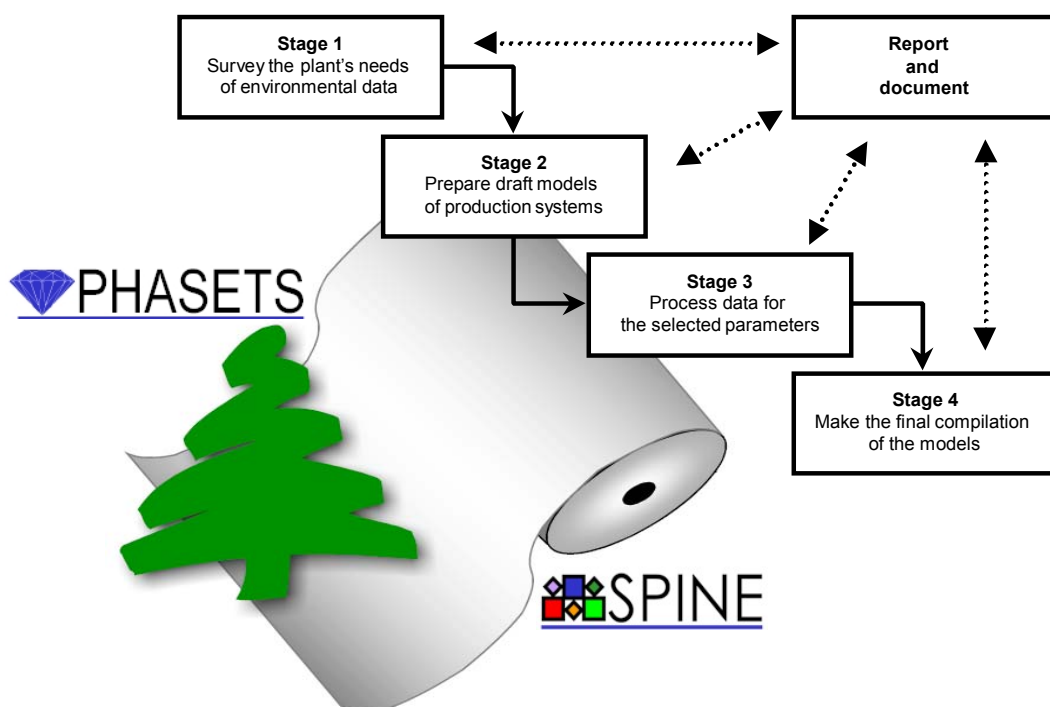 Stage 1
Survey the plant's needs
of environmental data
Report
and
document
Stage 2
Prepare draft models
of production systems
Stage 3
Process data for
the selected parameters
Stage 4
Make the final compilation
of the models
PHASETS
SPINE